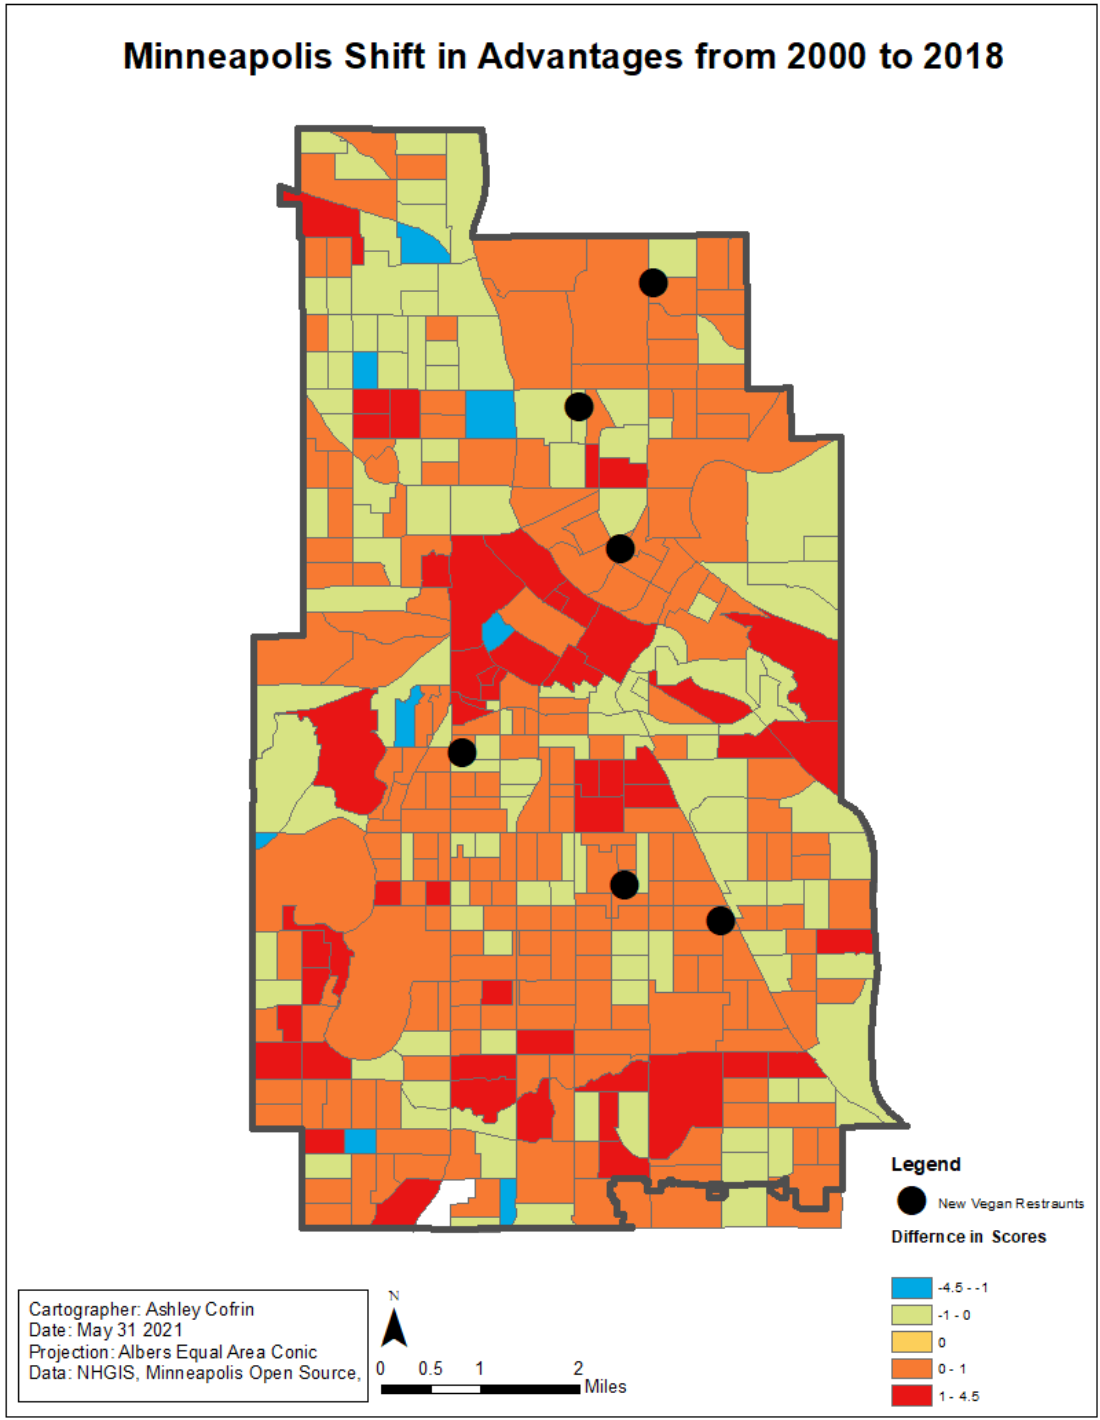 Minneapolis Shift in Advantages from 2000 to 2018
Legend
New Vegan Restraunts
Differnce in Scores
-4.5 - -1
-1 - 0
0
0 - 1
1 - 4.5
Cartographer: Ashley Cofrin
Date: May 31 2021
Projection: Albers Equal Area Conic
Data: NHGIS, Minneapolis Open Source,
N
0 0.5 1 2
Miles